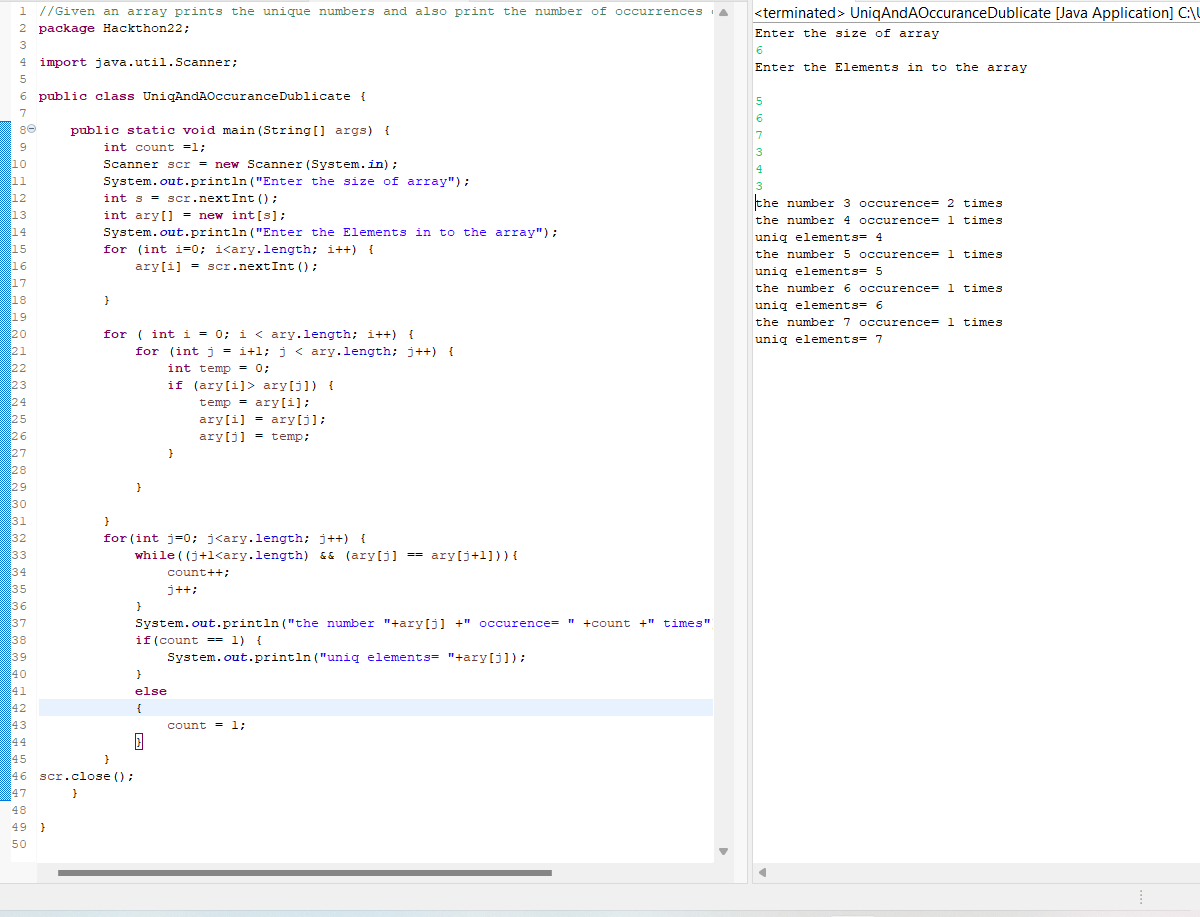 1 //Given an array prints the unique numbers and also print the number of occurrences
2 package Hackthon22;
3
4 import java.util.Scanner;
5
6 public class UniqAndAOccuranceDublicate {
7
8 public static void main(String[] args) {
9 int count =1;
10 Scanner scr = new Scanner(System.in);
11 System.out.println("Enter the size of array");
12 int s = scr.nextInt();
13 int ary[] = new int[s];
14 System.out.println("Enter the Elements in to the array");
15 for (int i=0; i<ary.length; i++) {
16 ary[i] = scr.nextInt();
17
18 }
19
20 for ( int i = 0; i < ary.length; i++) {
21 for (int j = i+1; j < ary.length; j++) {
22 int temp = 0;
23 if (ary[i]> ary[j]) {
24 temp = ary[i];
25 ary[i] = ary[j];
26 ary[j] = temp;
27 }
28
29 }
30
31 }
32 for(int j=0; j<ary.length; j++) {
33 while((j+1<ary.length) && (ary[j] == ary[j+1])){
34 count++;
35 j++;
36 }
37 System.out.println("the number "+ary[j] +" occurence= " +count +" times"
38 if(count == 1) {
39 System.out.println("uniq elements= "+ary[j]);
40 }
41 else
42 {
43 count = 1;
44 }
45 }
46 scr.close();
47 }
48
49 }
50
<terminated> UniqAndAOccuranceDublicate [Java Application] C:\U
Enter the size of array
6
Enter the Elements in to the array
5
6
7
3
4
3
the number 3 occurence= 2 times
the number 4 occurence= 1 times
uniq elements= 4
the number 5 occurence= 1 times
uniq elements= 5
the number 6 occurence= 1 times
uniq elements= 6
the number 7 occurence= 1 times
uniq elements= 7